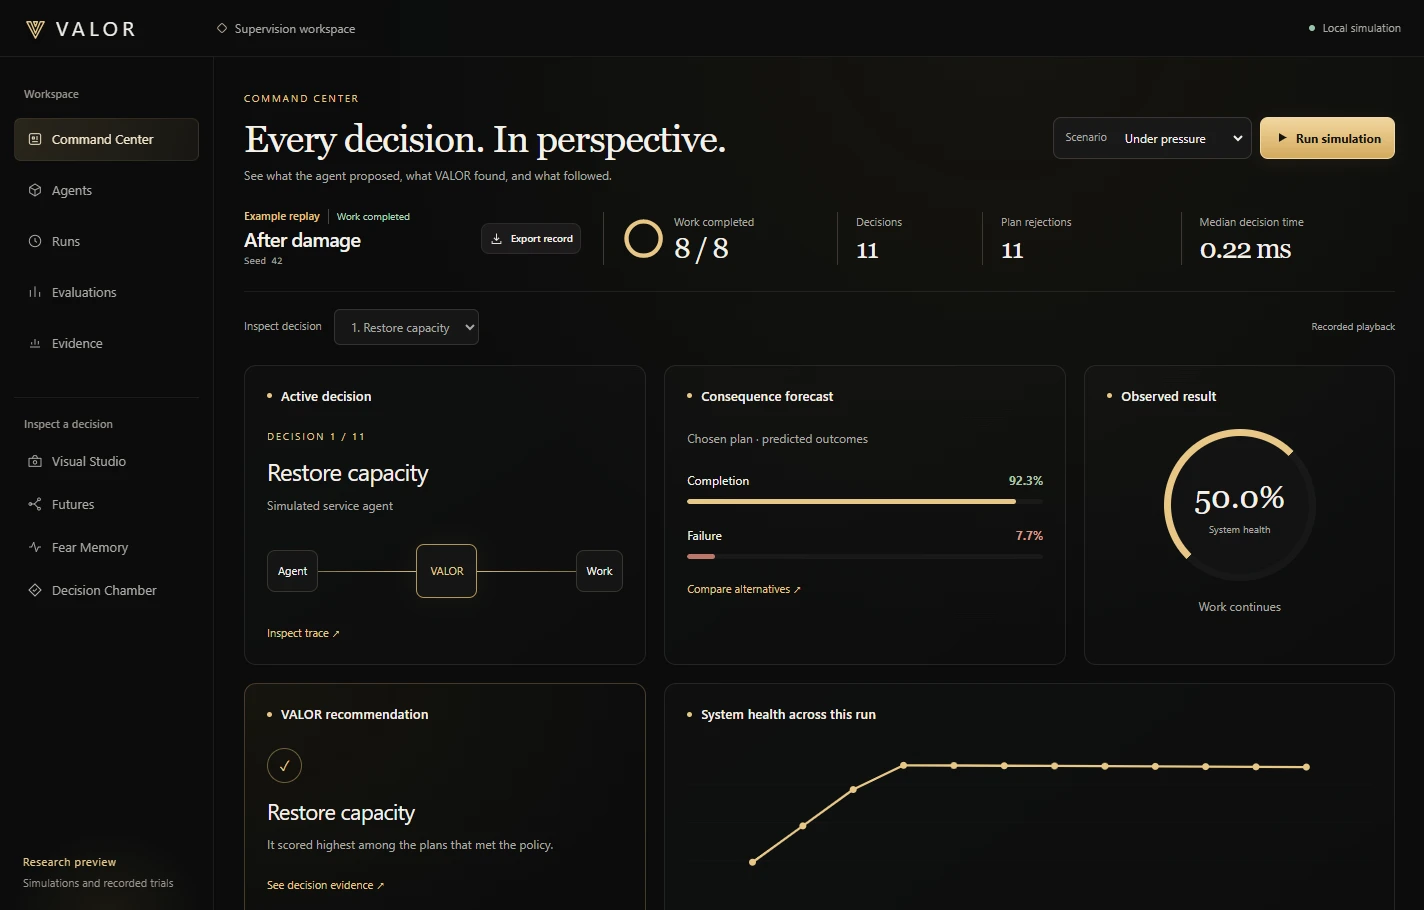 VALOR
Supervision workspace
Local simulation
Workspace
Command Center
Agents
Runs
Evaluations
Evidence
Inspect a decision
Visual Studio
Futures
Fear Memory
Decision Chamber
Research preview
Simulations and recorded trials
COMMAND CENTER
Every decision. In perspective.
See what the agent proposed, what VALOR found, and what followed.
Scenario Under pressure
Run simulation
Example replay Work completed
After damage
Seed 42
Export record
Work completed
8 / 8
Decisions
11
Plan rejections
11
Median decision time
0.22 ms
Inspect decision 1. Restore capacity
Recorded playback
Active decision
DECISION 1 / 11
Restore capacity
Simulated service agent
Agent VALOR Work
Inspect trace ↗
Consequence forecast
Chosen plan · predicted outcomes
Completion 92.3%
Failure 7.7%
Compare alternatives ↗
Observed result
50.0%
System health
Work continues
VALOR recommendation
✓
Restore capacity
It scored highest among the plans that met the policy.
See decision evidence ↗
System health across this run